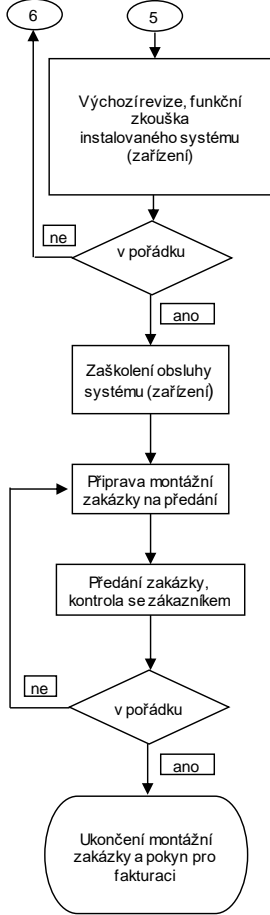 6
5
Výchozí revize, funkční
zkouška
instalovaného systému
(zařízení)
ne
v pořádku
ano
Zaškolení obsluhy
systému (zařízení)
Připrava montážní
zakázky na předání
Předání zakázky,
kontrola se zákazníkem
ne
v pořádku
ano
Ukončení montážní
zakázky a pokyn pro
fakturaci